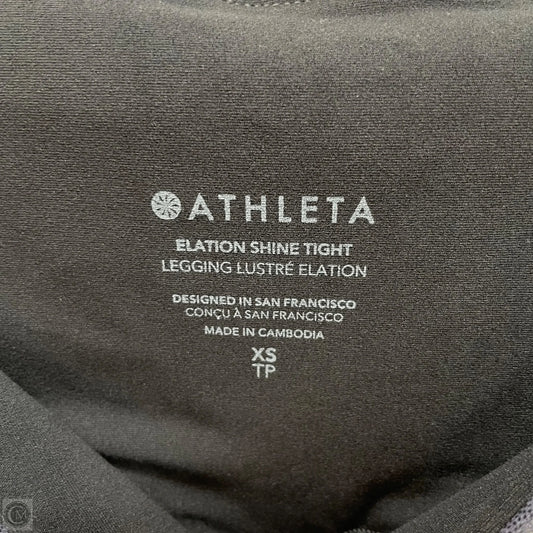 ATHLETA
ELATION SHINE TIGHT
LEGGING LUSTRÉ ELATION
DESIGNED IN SAN FRANCISCO
CONÇU À SAN FRANCISCO
MADE IN CAMBODIA
XS
TP